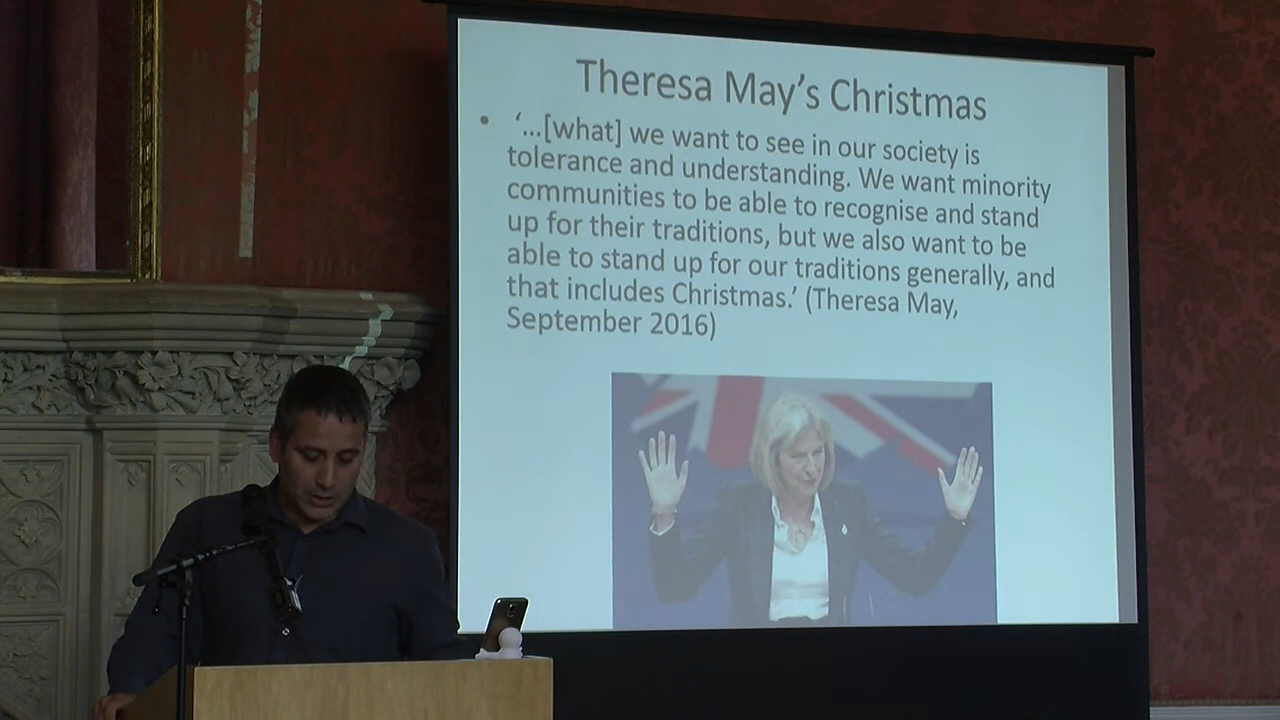 Theresa May's Christmas
• '...[what] we want to see in our society is
tolerance and understanding. We want minority
communities to be able to recognise and stand
up for their traditions, but we also want to be
able to stand up for our traditions generally, and
that includes Christmas.' (Theresa May,
September 2016)